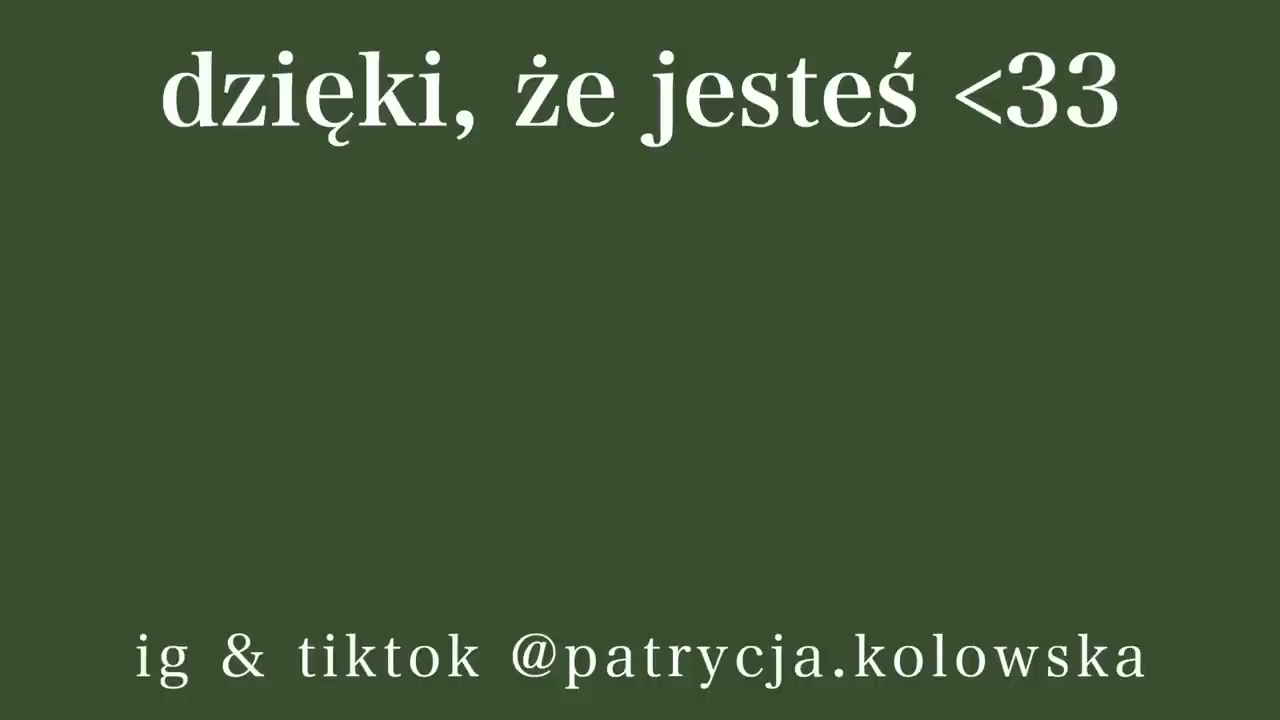 dzięki, że jesteś <33
ig & tiktok @patrycja.kolowska